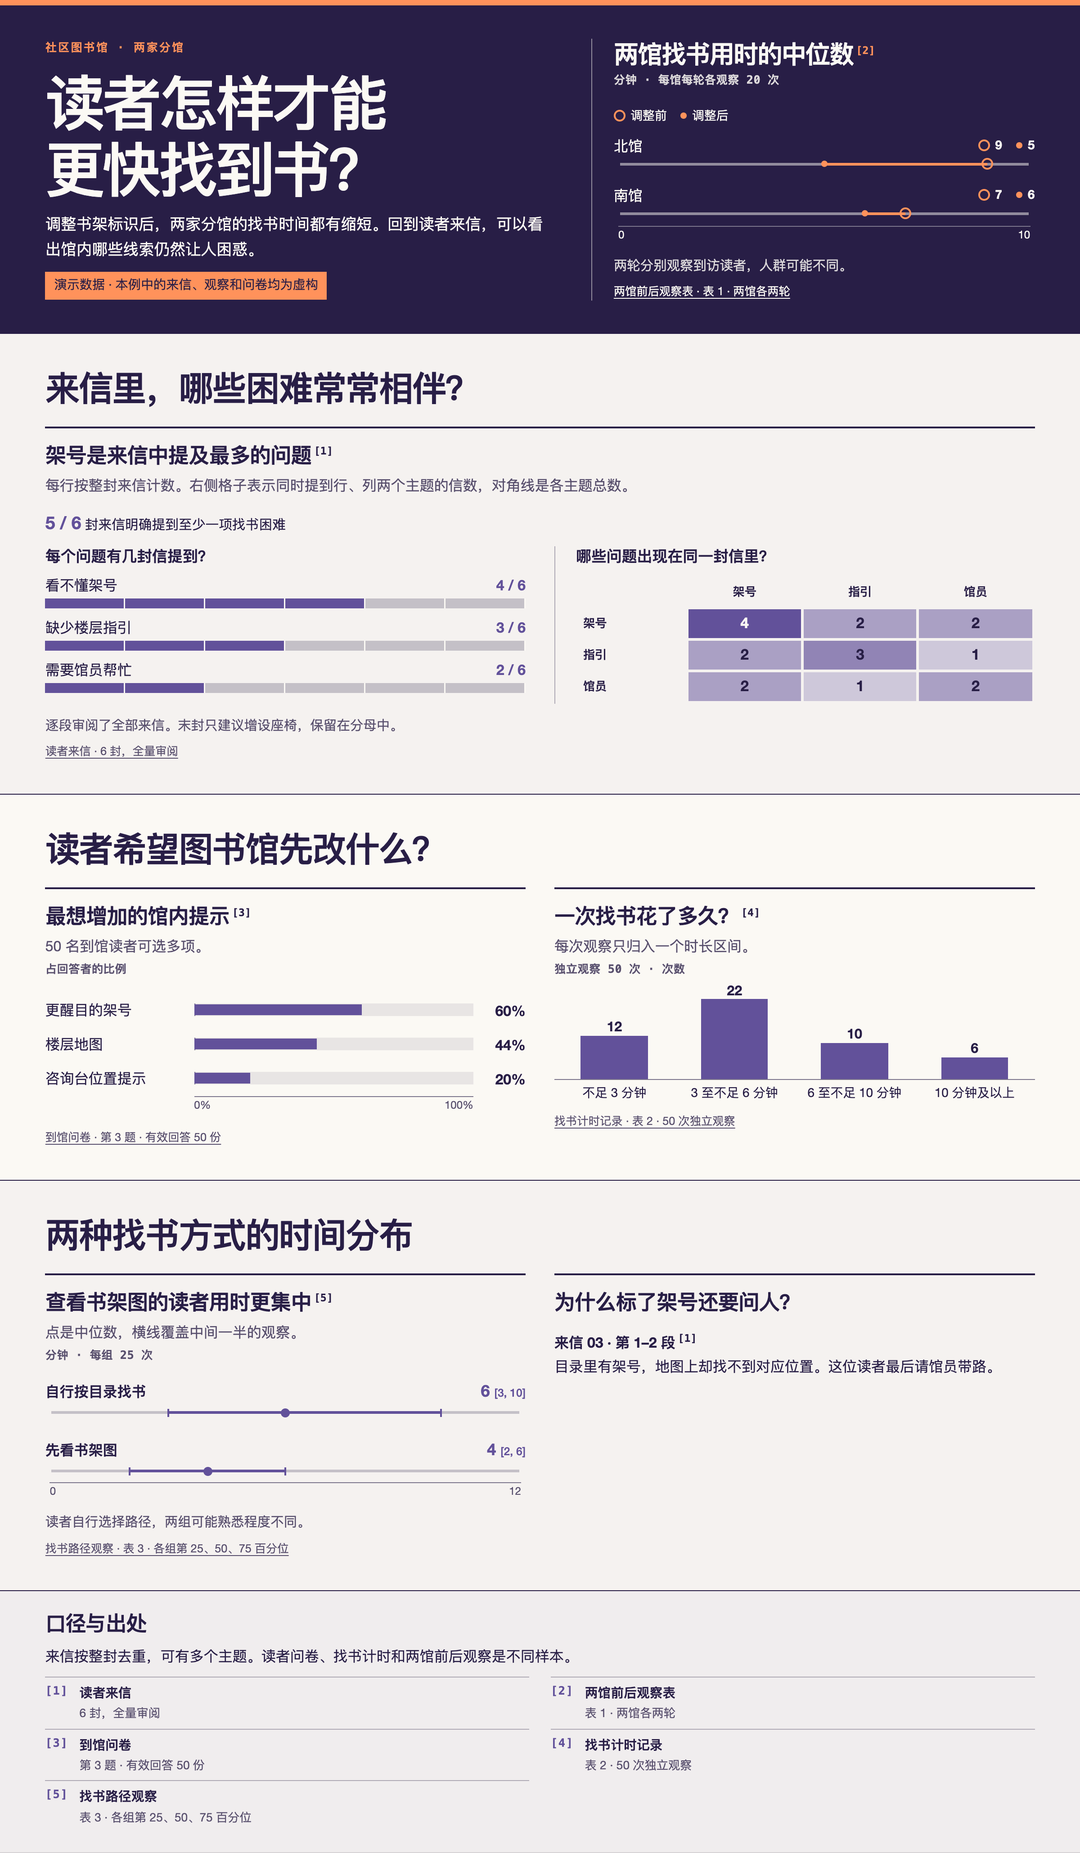 社区图书馆 · 两家分馆
读者怎样才能
更快找到书?
调整书架标识后，两家分馆的找书时间都有缩短。回到读者来信，可以看
出馆内哪些线索仍然让人困惑。
演示数据 · 本例中的来信、观察和问卷均为虚构
两馆找书用时的中位数 [2]
分钟 · 每馆每轮各观察 20 次
调整前 调整后
北馆 9 5
南馆 7 6
0 10
两轮分别观察到访读者，人群可能不同。
两馆前后观察表 · 表 1 · 两馆各两轮
来信里，哪些困难常常相伴?
架号是来信中提及最多的问题 [1]
每行按整封来信计数。右侧格子表示同时提到行、列两个主题的信数，对角线是各主题总数。
5 / 6 封来信明确提到至少一项找书困难
每个问题有几封信提到?
看不懂架号 4 / 6
缺少楼层指引 3 / 6
需要馆员帮忙 2 / 6
哪些问题出现在同一封信里?
架号 指引 馆员
架号 4 2 2
指引 2 3 1
馆员 2 1 2
逐段审阅了全部来信。末封只建议增设座椅，保留在分母中。
读者来信 · 6 封，全量审阅
读者希望图书馆先改什么?
最想增加的馆内提示 [3]
50 名到馆读者可选多项。
占回答者的比例
更醒目的架号 60%
楼层地图 44%
咨询台位置提示 20%
0% 100%
到馆问卷 · 第 3 题 · 有效回答 50 份
一次找书花了多久? [4]
每次观察只归入一个时长区间。
独立观察 50 次 · 次数
12 22 10 6
不足 3 分钟 3 至不足 6 分钟 6 至不足 10 分钟 10 分钟及以上
找书计时记录 · 表 2 · 50 次独立观察
两种找书方式的时间分布
查看书架图的读者用时更集中 [5]
点是中位数，横线覆盖中间一半的观察。
分钟 · 每组 25 次
自行按目录找书 6 [3, 10]
先看书架图 4 [2, 6]
0 12
读者自行选择路径，两组可能熟悉程度不同。
找书路径观察 · 表 3 · 各组第 25、50、75 百分位
为什么标了架号还要问人?
来信 03 · 第 1–2 段 [1]
目录里有架号，地图上却找不到对应位置。这位读者最后请馆员带路。
口径与出处
来信按整封去重，可有多个主题。读者问卷、找书计时和两馆前后观察是不同样本。
[1] 读者来信
6 封，全量审阅
[2] 两馆前后观察表
表 1 · 两馆各两轮
[3] 到馆问卷
第 3 题 · 有效回答 50 份
[4] 找书计时记录
表 2 · 50 次独立观察
[5] 找书路径观察
表 3 · 各组第 25、50、75 百分位